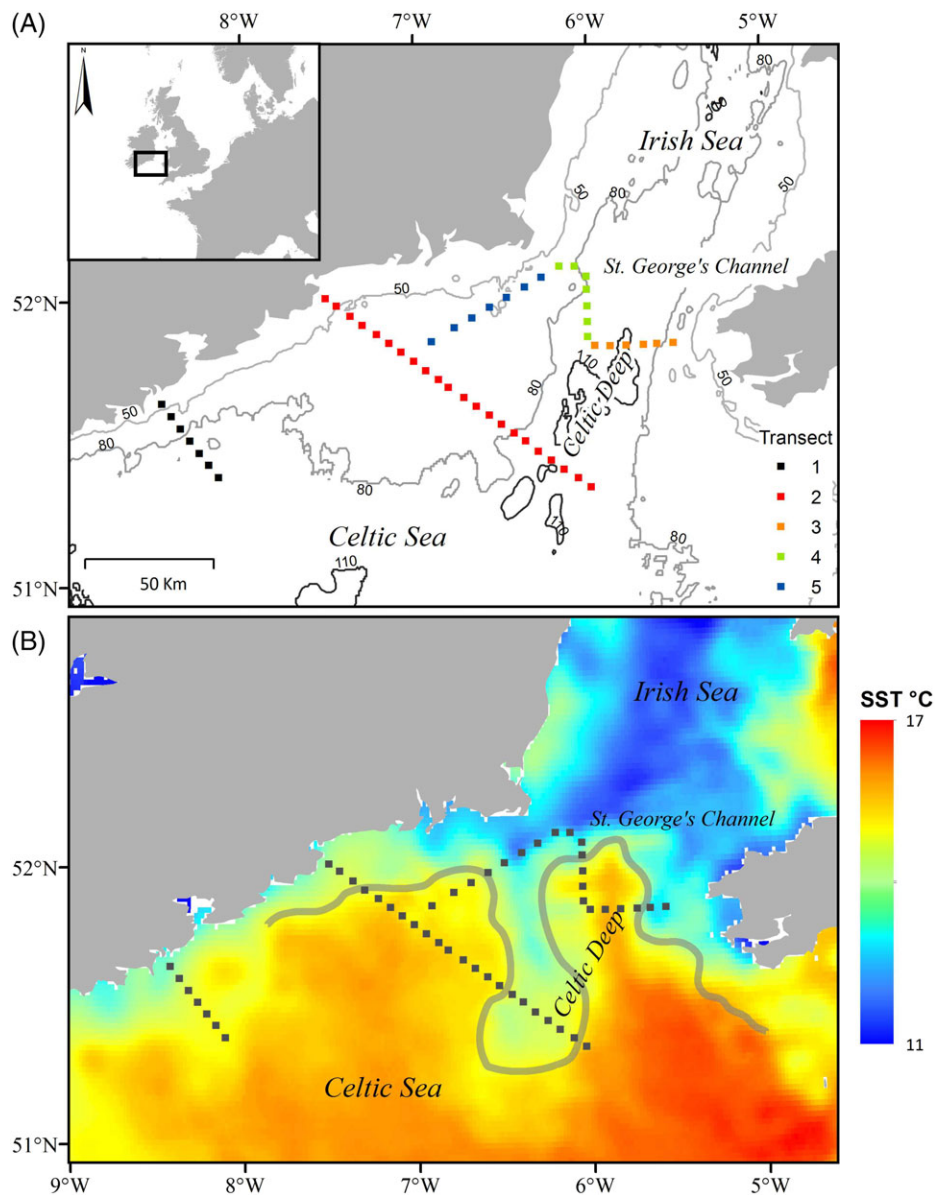 (A)
8°W 7°W 6°W 5°W
N
80
100
Irish Sea
50
80
50
St. George's Channel
52°N
50
110
Celtic Deep
80
50
50
80
Transect
1
2
3
4
5
80
Celtic Sea
110
80
110
50 Km
51°N
(B)
Irish Sea
SST °C
17
St. George's Channel
52°N
Celtic Deep
Celtic Sea
11
51°N
9°W 8°W 7°W 6°W 5°W